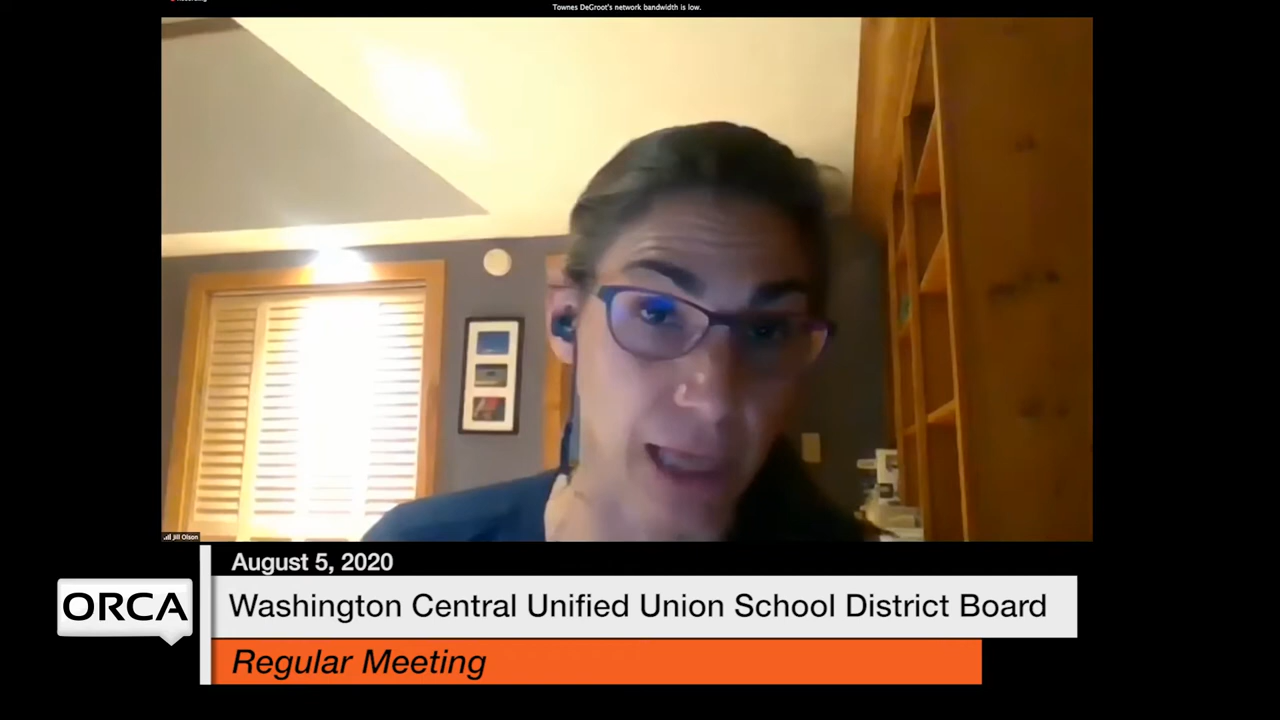 Townes DeGroot's network bandwidth is low.
Jill Olson
August 5, 2020
ORCA
Washington Central Unified Union School District Board
Regular Meeting